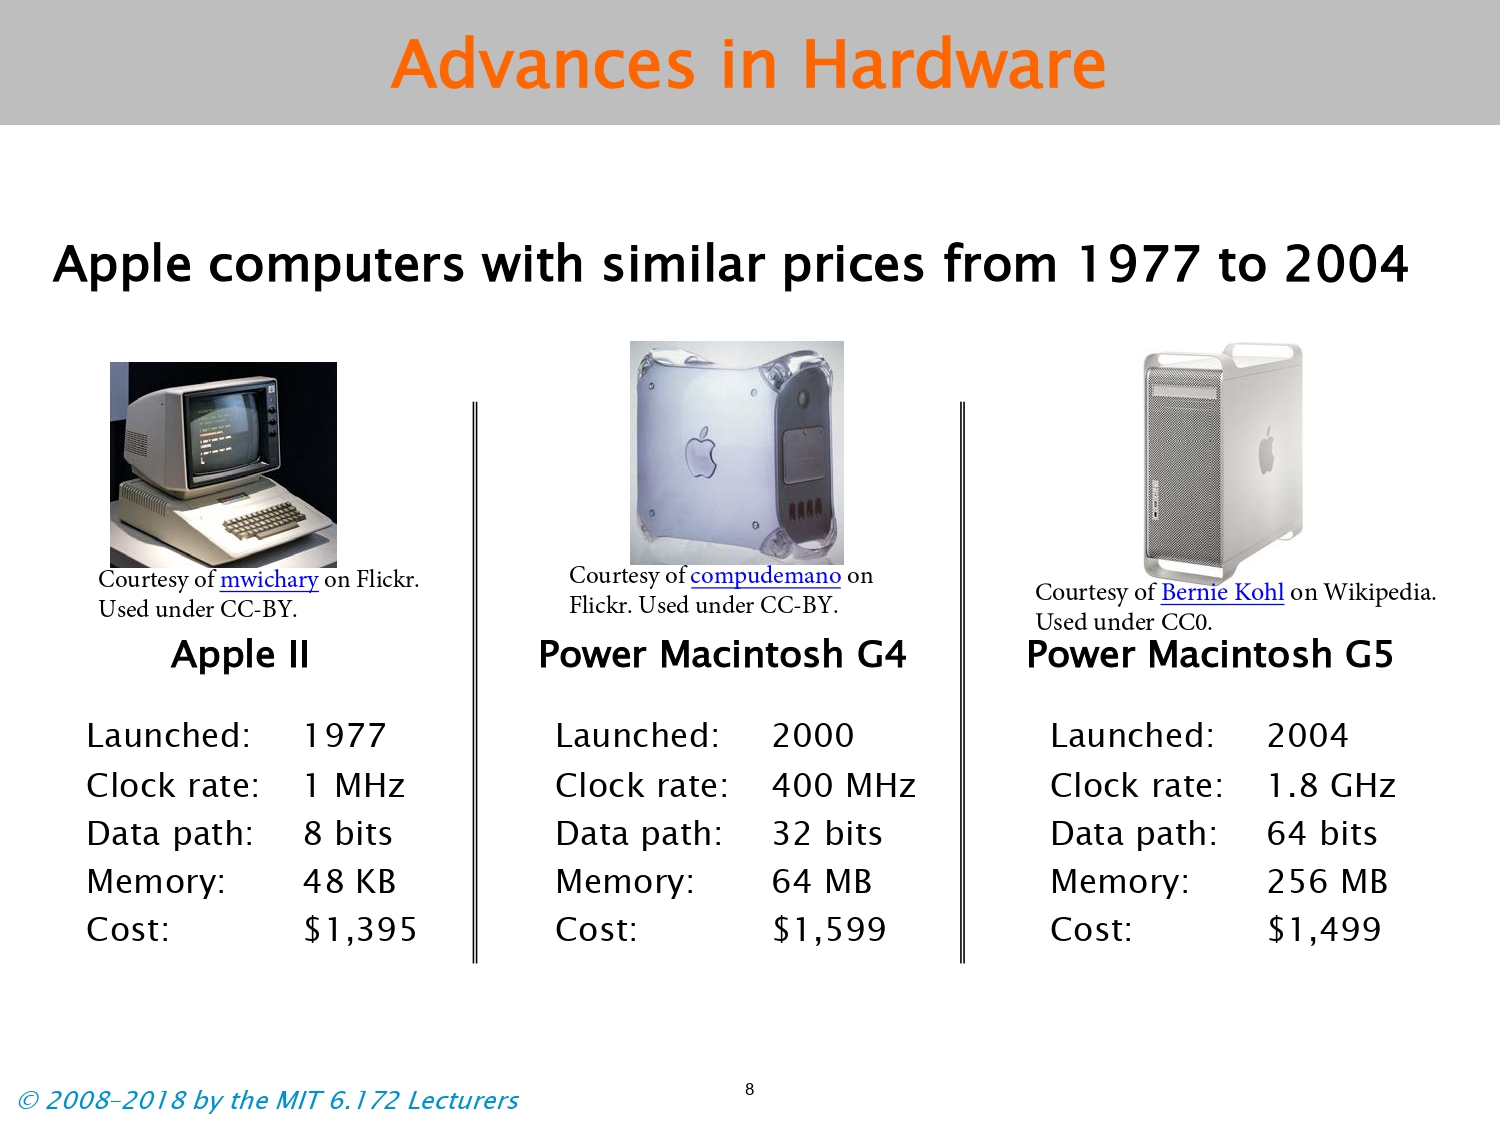 Advances in Hardware
Apple computers with similar prices from 1977 to 2004
Courtesy of mwichary on Flickr.
Used under CC-BY.
Apple II
Launched: 1977
Clock rate: 1 MHz
Data path: 8 bits
Memory: 48 KB
Cost: $1,395
Courtesy of compudemano on
Flickr. Used under CC-BY.
Power Macintosh G4
Launched: 2000
Clock rate: 400 MHz
Data path: 32 bits
Memory: 64 MB
Cost: $1,599
Courtesy of Bernie Kohl on Wikipedia.
Used under CC0.
Power Macintosh G5
Launched: 2004
Clock rate: 1.8 GHz
Data path: 64 bits
Memory: 256 MB
Cost: $1,499
© 2008–2018 by the MIT 6.172 Lecturers
8